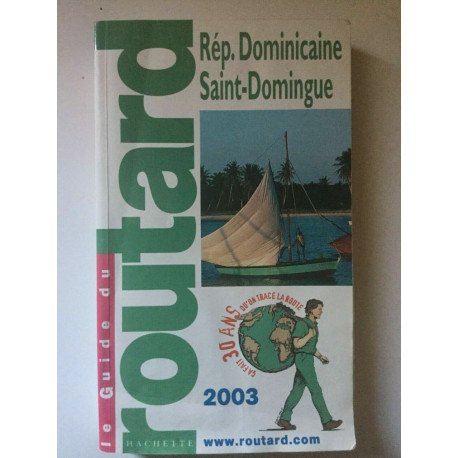 le Guide du
routard
HACHETTE
Rép. Dominicaine
Saint-Domingue
ÇA FAIT 30 ANS QU'ON TRACE LA ROUTE
2003
www.routard.com